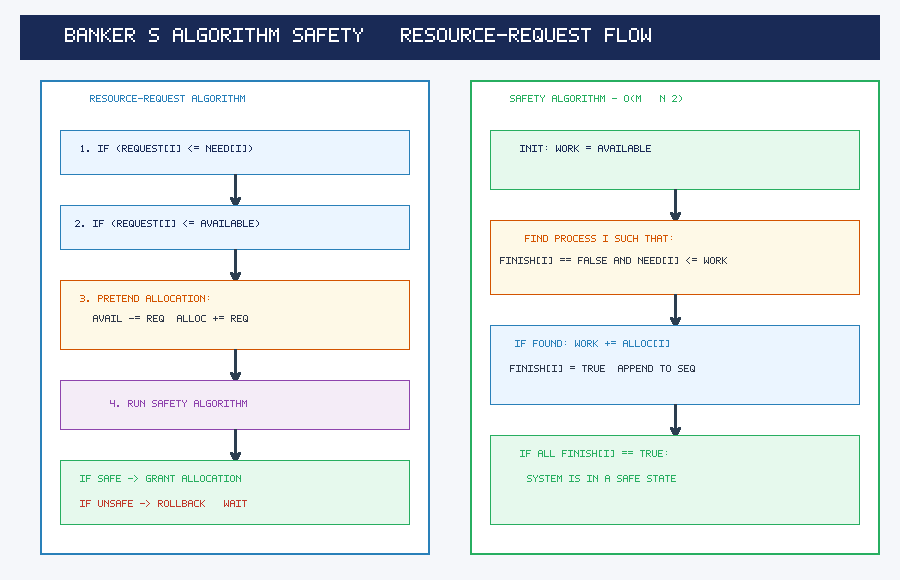 BANKER S ALGORITHM SAFETY   RESOURCE-REQUEST FLOW
RESOURCE-REQUEST ALGORITHM
1. IF (REQUEST[I] <= NEED[I])
2. IF (REQUEST[I] <= AVAILABLE)
3. PRETEND ALLOCATION:
AVAIL -= REQ  ALLOC += REQ
4. RUN SAFETY ALGORITHM
IF SAFE -> GRANT ALLOCATION
IF UNSAFE -> ROLLBACK   WAIT
SAFETY ALGORITHM - O(M   N 2)
INIT: WORK = AVAILABLE
FIND PROCESS I SUCH THAT:
FINISH[I] == FALSE AND NEED[I] <= WORK
IF FOUND: WORK += ALLOC[I]
FINISH[I] = TRUE  APPEND TO SEQ
IF ALL FINISH[I] == TRUE:
SYSTEM IS IN A SAFE STATE